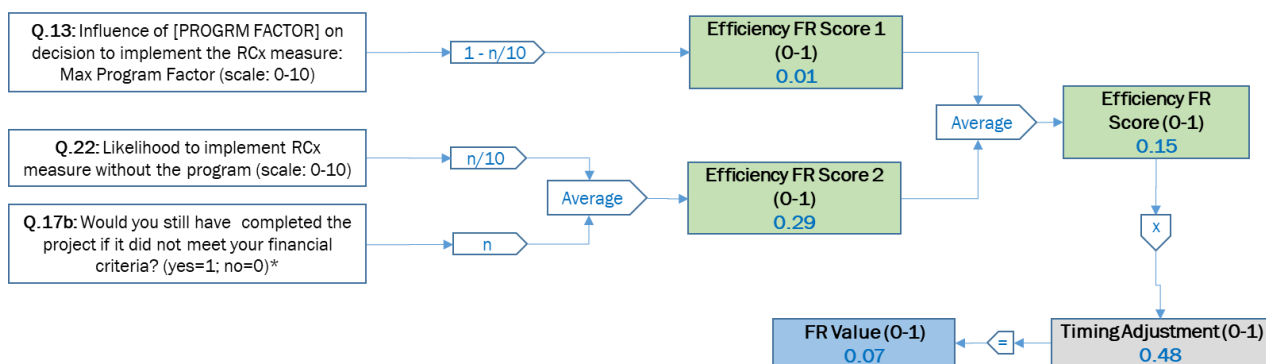 Q.13: Influence of [PROGRM FACTOR] on
decision to implement the RCx measure:
Max Program Factor (scale: 0-10)
1 - n/10
Efficiency FR Score 1
(0-1)
0.01
Q.22: Likelihood to implement RCx
measure without the program (scale: 0-10)
n/10
Q.17b: Would you still have completed the
project if it did not meet your financial
criteria? (yes=1; no=0)*
n
Average
Efficiency FR Score 2
(0-1)
0.29
Average
Efficiency FR
Score (0-1)
0.15
x
Timing Adjustment (0-1)
0.48
=
FR Value (0-1)
0.07